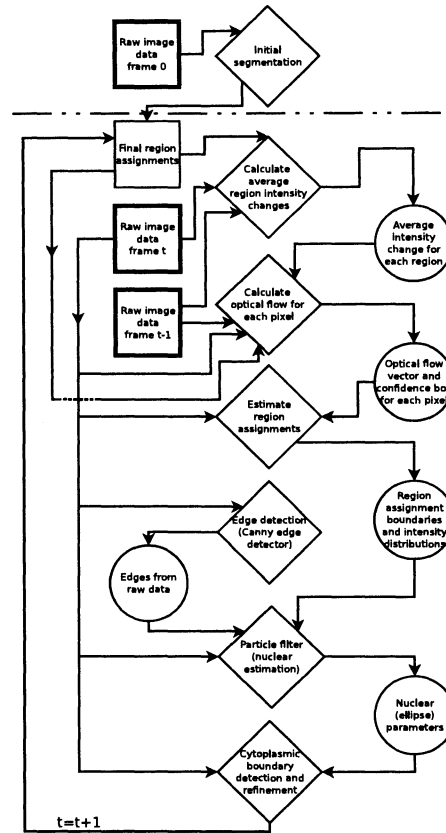 Raw image
data
frame 0
Initial
segmentation
Final region
assignments
Calculate
average
region intensity
changes
Raw image
data
frame t
Average
intensity
change for
each region
Raw image
data
frame t-1
Calculate
optical flow for
each pixel
Optical flow
vector and
confidence bo
for each pixel
Estimate
region
assignments
Region
assignment
boundaries
and intensity
distributions
Edge detection
(Canny edge
detector)
Edges from
raw data
Particle filter
(nuclear
estimation)
Nuclear
(ellipse)
parameters
Cytoplasmic
boundary
detection and
refinement
t=t+1